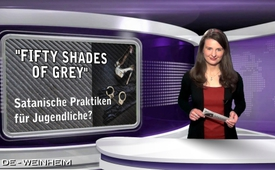 "FIFTY SHADES
OF GREY"
Satanische Praktiken
für Jugendliche?
DE-WEINHEIM